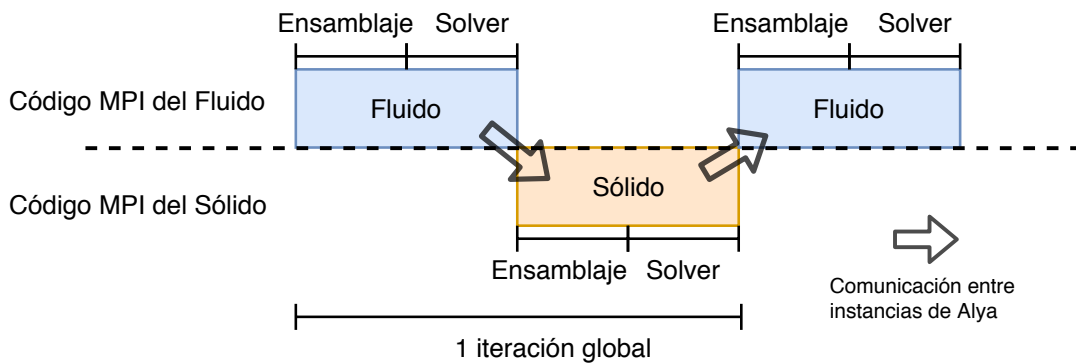 Ensamblaje Solver
Ensamblaje Solver
Código MPI del Fluido
Fluido
Fluido
Código MPI del Sólido
Sólido
Ensamblaje Solver
Comunicación entre
instancias de Alya
1 iteración global